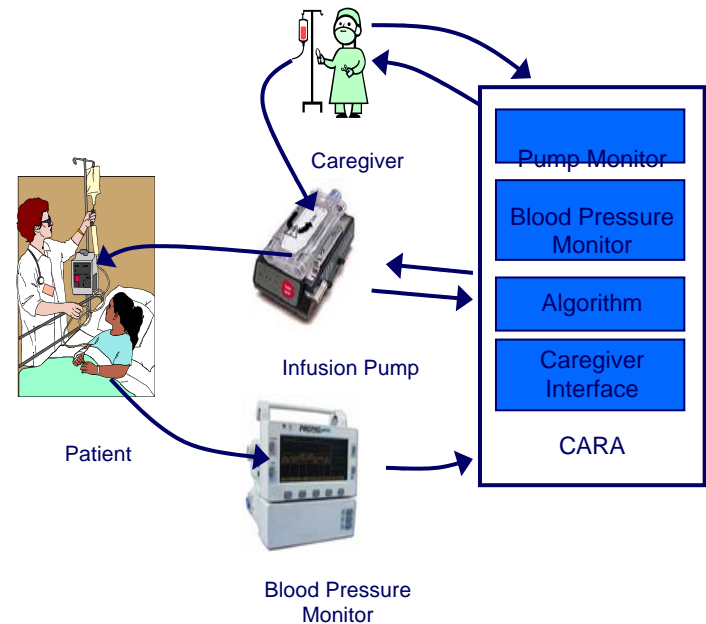 Caregiver
Pump Monitor
Blood Pressure
Monitor
Algorithm
Caregiver
Interface
CARA
Infusion Pump
Patient
Blood Pressure
Monitor